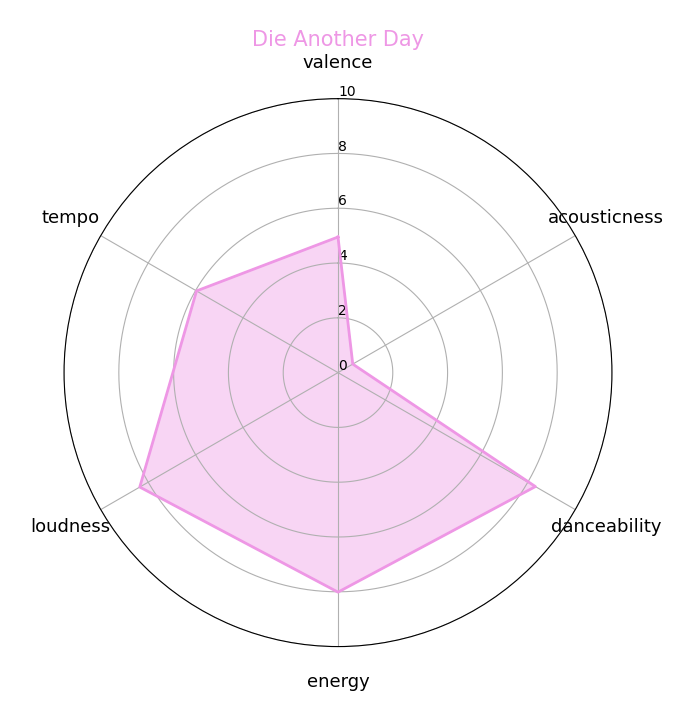 Die Another Day
valence
10
8
6
4
2
0
tempo
acousticness
loudness
danceability
energy